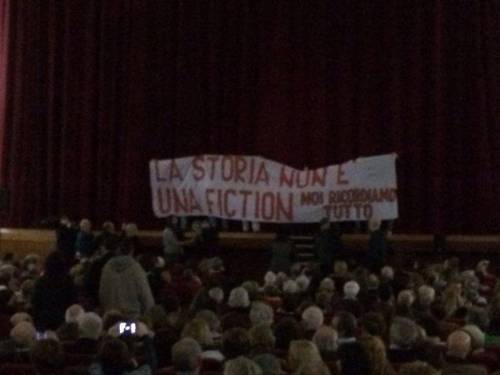 LA STORIA NON E'
UNA FICTION NOI RICORDIAMO
TUTTO